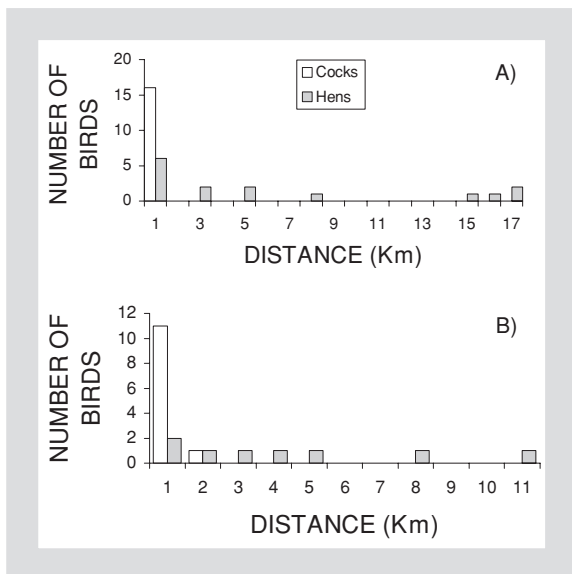 A)
Cocks
Hens
NUMBER OF
BIRDS
20
15
10
5
0
1 3 5 7 9 11 13 15 17
DISTANCE (Km)
B)
NUMBER OF
BIRDS
12
10
8
6
4
2
0
1 2 3 4 5 6 7 8 9 10 11
DISTANCE (Km)